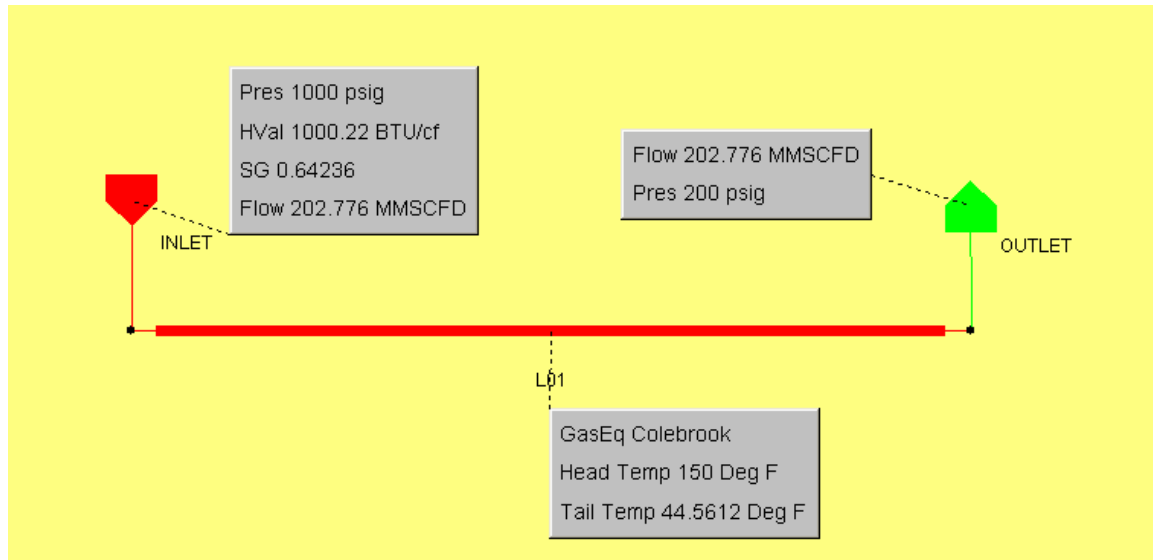 Pres 1000 psig
HVal 1000.22 BTU/cf
SG 0.64236
Flow 202.776 MMSCFD
INLET
Flow 202.776 MMSCFD
Pres 200 psig
OUTLET
L01
GasEq Colebrook
Head Temp 150 Deg F
Tail Temp 44.5612 Deg F